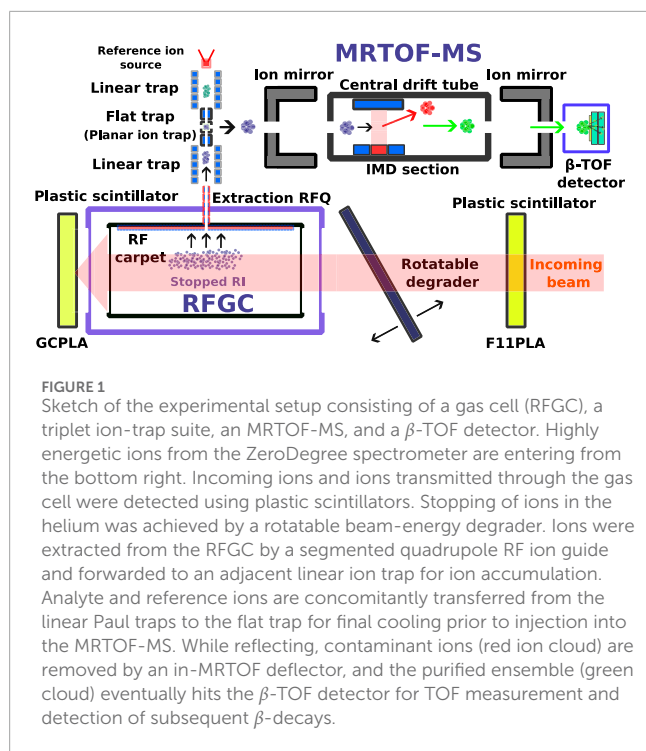 Reference ion
source
MRTOF-MS
Linear trap
Ion mirror
Central drift tube
Ion mirror
Flat trap
(Planar ion trap)
Linear trap
IMD section
β-TOF
detector
Plastic scintillator
Extraction RFQ
Plastic scintillator
RF
carpet
Stopped RI
RFGC
Rotatable
degrader
Incoming
beam
GCPLA
F11PLA
FIGURE 1
Sketch of the experimental setup consisting of a gas cell (RFGC), a
triplet ion-trap suite, an MRTOF-MS, and a β-TOF detector. Highly
energetic ions from the ZeroDegree spectrometer are entering from
the bottom right. Incoming ions and ions transmitted through the gas
cell were detected using plastic scintillators. Stopping of ions in the
helium was achieved by a rotatable beam-energy degrader. Ions were
extracted from the RFGC by a segmented quadrupole RF ion guide
and forwarded to an adjacent linear ion trap for ion accumulation.
Analyte and reference ions are concomitantly transferred from the
linear Paul traps to the flat trap for final cooling prior to injection into
the MRTOF-MS. While reflecting, contaminant ions (red ion cloud) are
removed by an in-MRTOF deflector, and the purified ensemble (green
cloud) eventually hits the β-TOF detector for TOF measurement and
detection of subsequent β-decays.